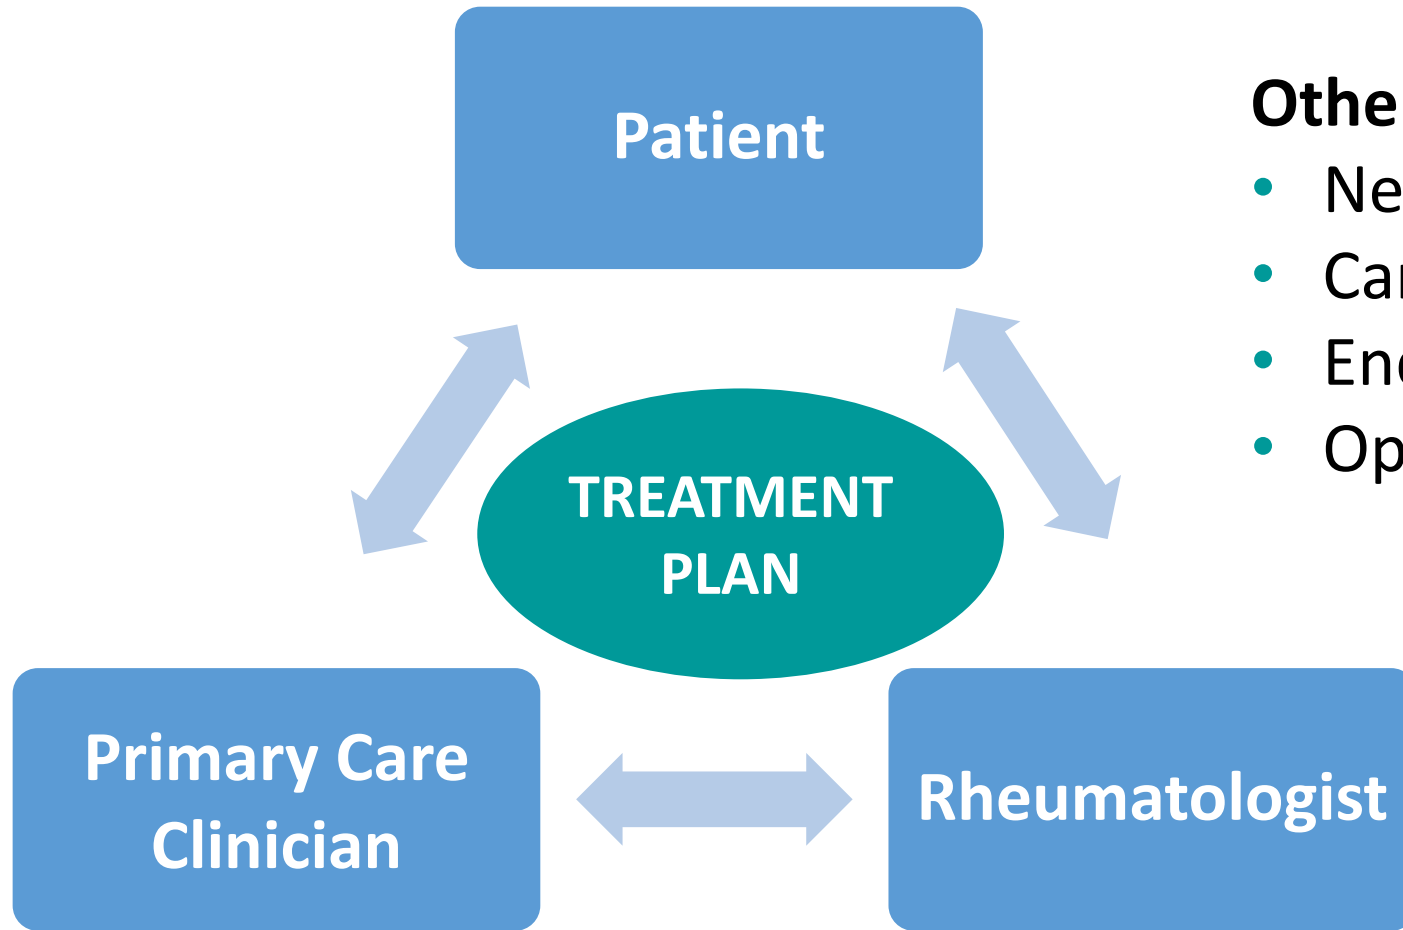 Patient
TREATMENT
PLAN
Primary Care
Clinician
Rheumatologist